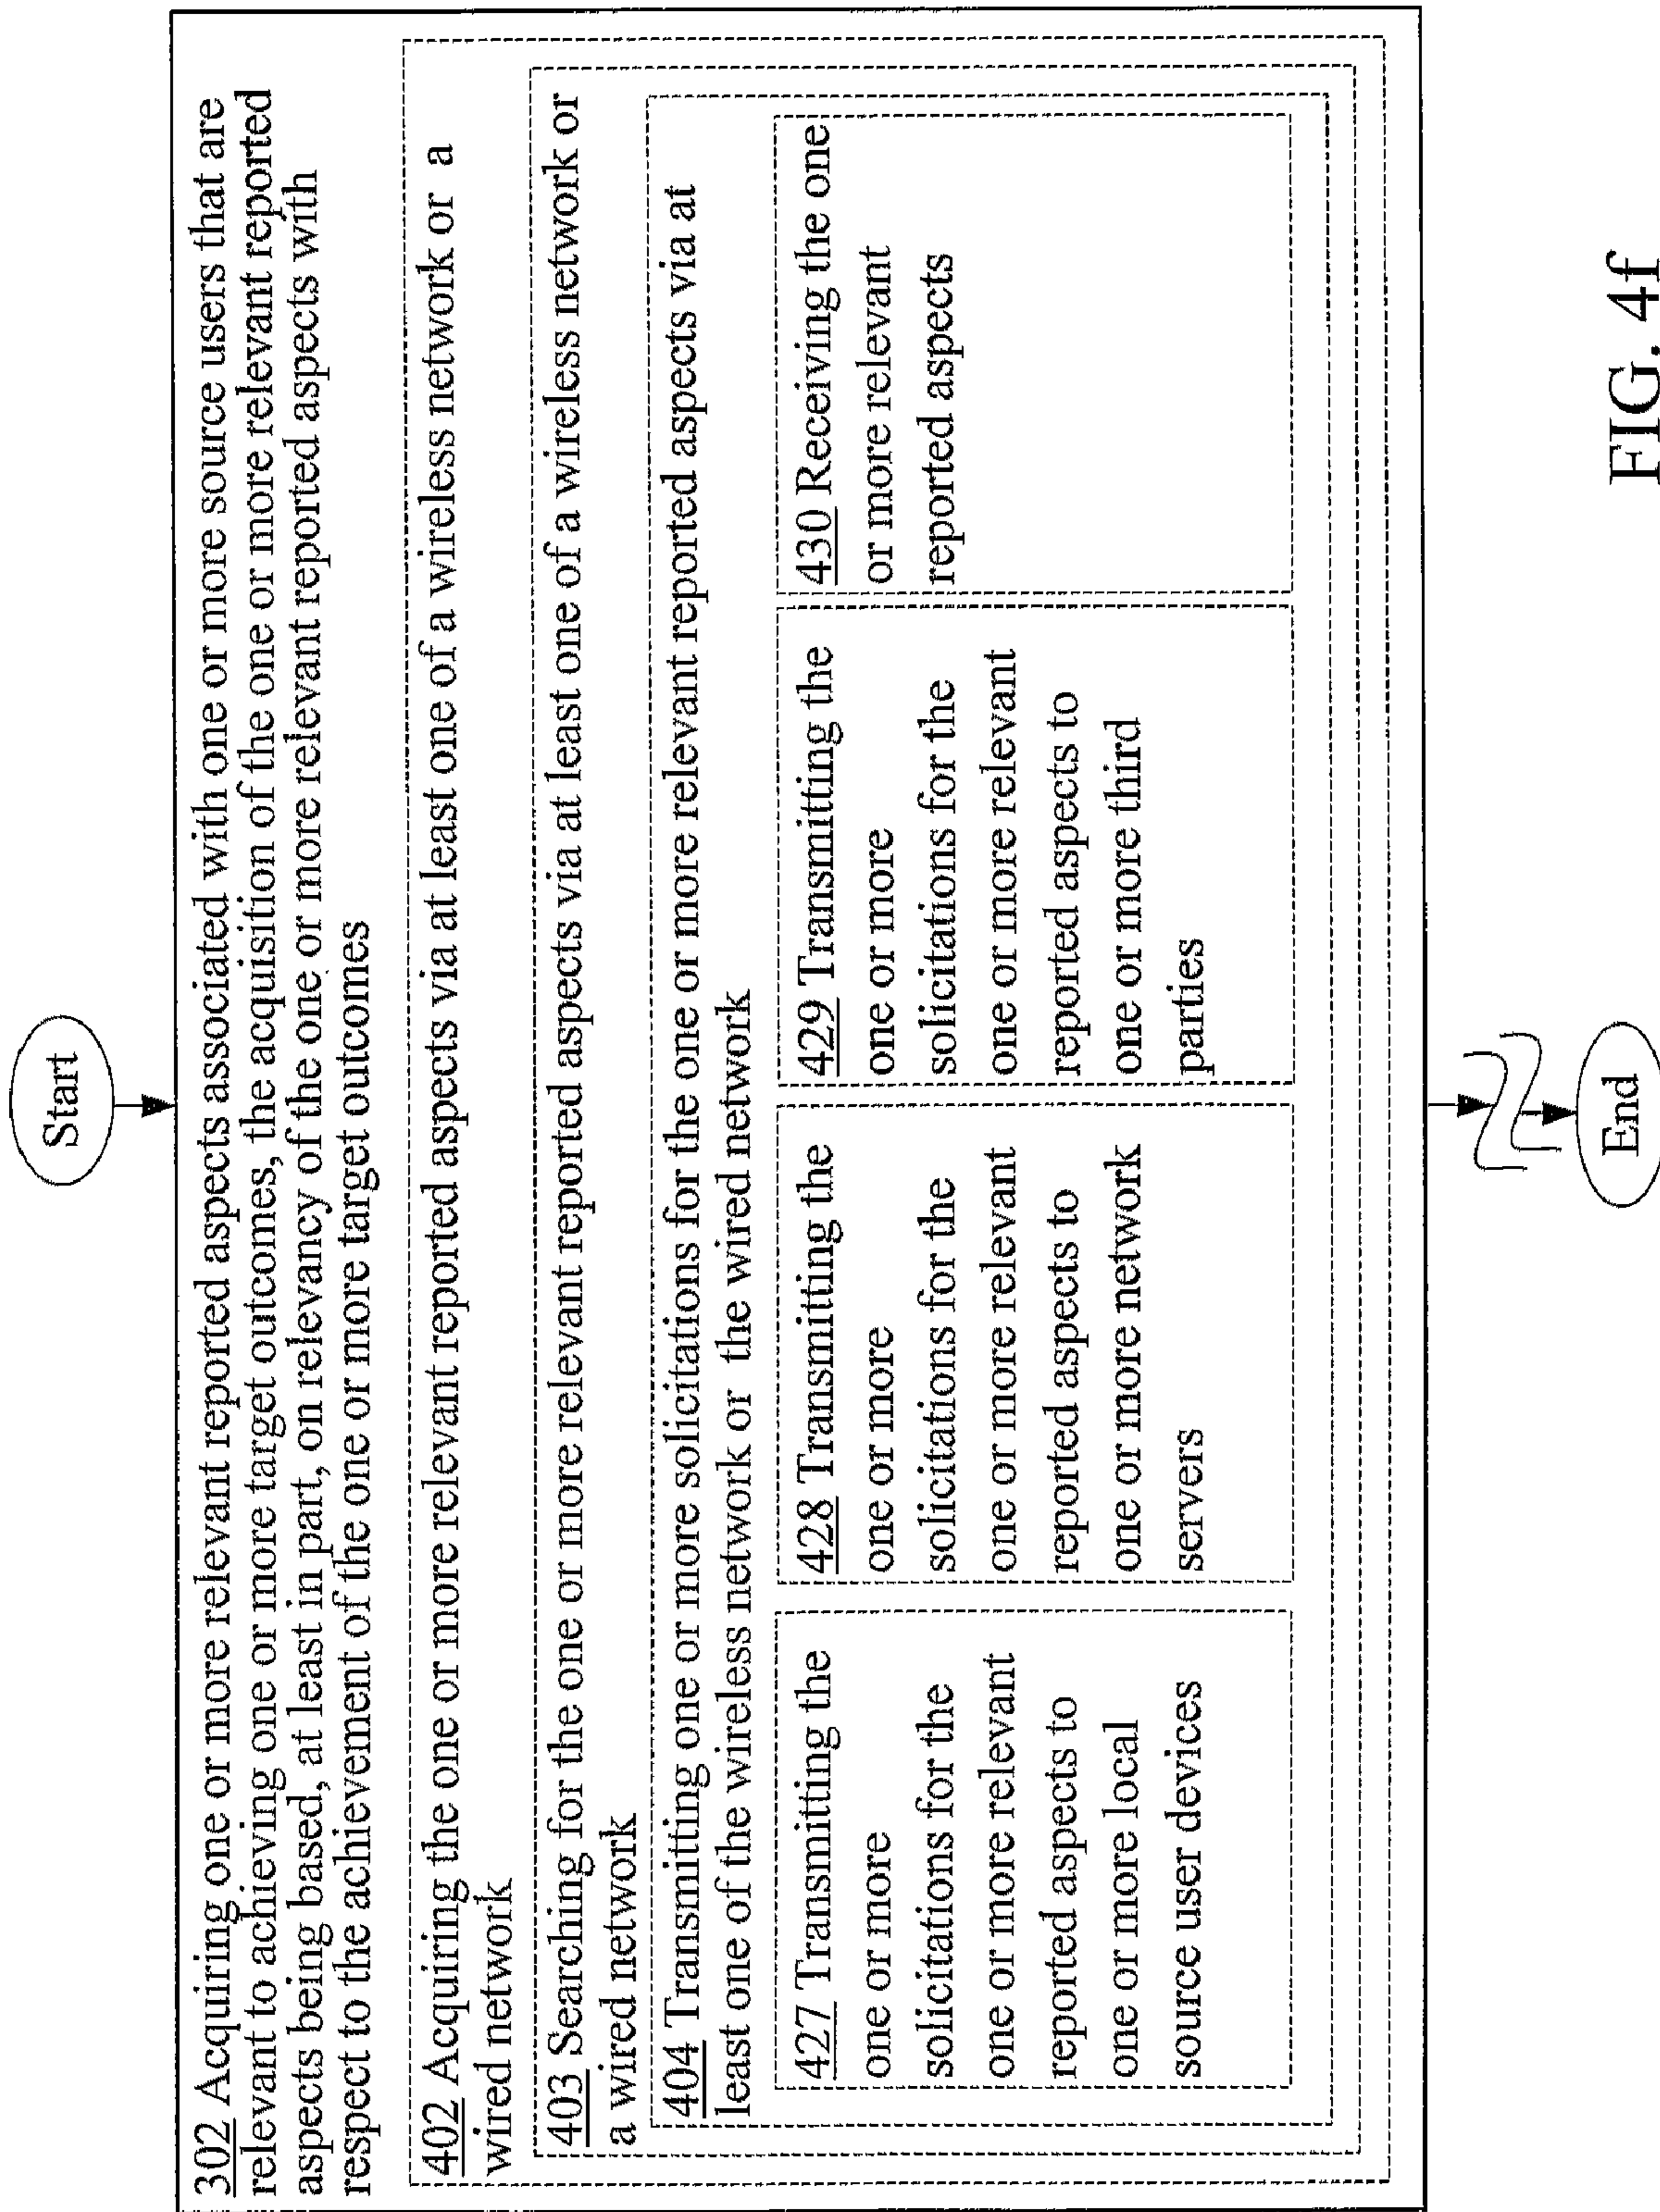 Start
302 Acquiring one or more relevant reported aspects associated with one or more source users that are
relevant to achieving one or more target outcomes, the acquisition of the one or more relevant reported
aspects being based, at least in part, on relevancy of the one or more relevant reported aspects with
respect to the achievement of the one or more target outcomes
402 Acquiring the one or more relevant reported aspects via at least one of a wireless network or a
wired network
403 Searching for the one or more relevant reported aspects via at least one of a wireless network or
a wired network
404 Transmitting one or more solicitations for the one or more relevant reported aspects via at
least one of the wireless network or the wired network
427 Transmitting the
one or more
solicitations for the
one or more relevant
reported aspects to
one or more local
source user devices
428 Transmitting the
one or more
solicitations for the
one or more relevant
reported aspects to
one or more network
servers
429 Transmitting the
one or more
solicitations for the
one or more relevant
reported aspects to
one or more third
parties
430 Receiving the one
or more relevant
reported aspects
End
FIG. 4f